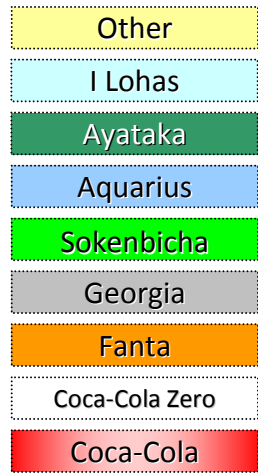 Other
I Lohas
Ayataka
Aquarius
Sokenbicha
Georgia
Fanta
Coca-Cola Zero
Coca-Cola